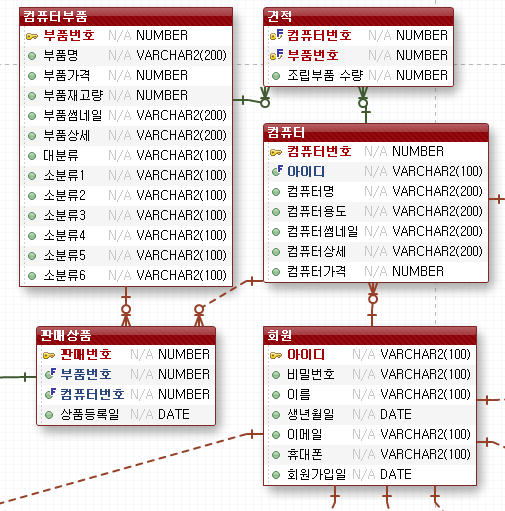 컴퓨터부품
부품번호 N/A NUMBER
부품명 N/A VARCHAR2(200)
부품가격 N/A NUMBER
부품재고량 N/A NUMBER
부품썸네일 N/A VARCHAR2(200)
부품상세 N/A VARCHAR2(200)
대분류 N/A VARCHAR2(100)
소분류1 N/A VARCHAR2(100)
소분류2 N/A VARCHAR2(100)
소분류3 N/A VARCHAR2(100)
소분류4 N/A VARCHAR2(100)
소분류5 N/A VARCHAR2(100)
소분류6 N/A VARCHAR2(100)
견적
컴퓨터번호 N/A NUMBER
부품번호 N/A NUMBER
조립부품 수량 N/A NUMBER
컴퓨터
컴퓨터번호 N/A NUMBER
아이디 N/A VARCHAR2(100)
컴퓨터명 N/A VARCHAR2(200)
컴퓨터용도 N/A VARCHAR2(200)
컴퓨터썸네일 N/A VARCHAR2(200)
컴퓨터상세 N/A VARCHAR2(200)
컴퓨터가격 N/A NUMBER
판매상품
판매번호 N/A NUMBER
부품번호 N/A NUMBER
컴퓨터번호 N/A NUMBER
상품등록일 N/A DATE
회원
아이디 N/A VARCHAR2(100)
비밀번호 N/A VARCHAR2(100)
이름 N/A VARCHAR2(100)
생년월일 N/A DATE
이메일 N/A VARCHAR2(100)
휴대폰 N/A VARCHAR2(100)
회원가입일 N/A DATE